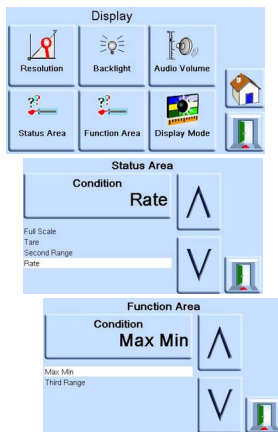 Display
Resolution Backlight Audio Volume
?? ??
Status Area Function Area Display Mode
Status Area
Condition
Rate
Full Scale
Tare
Second Range
Rate
Function Area
Condition
Max Min
Max Min
Third Range